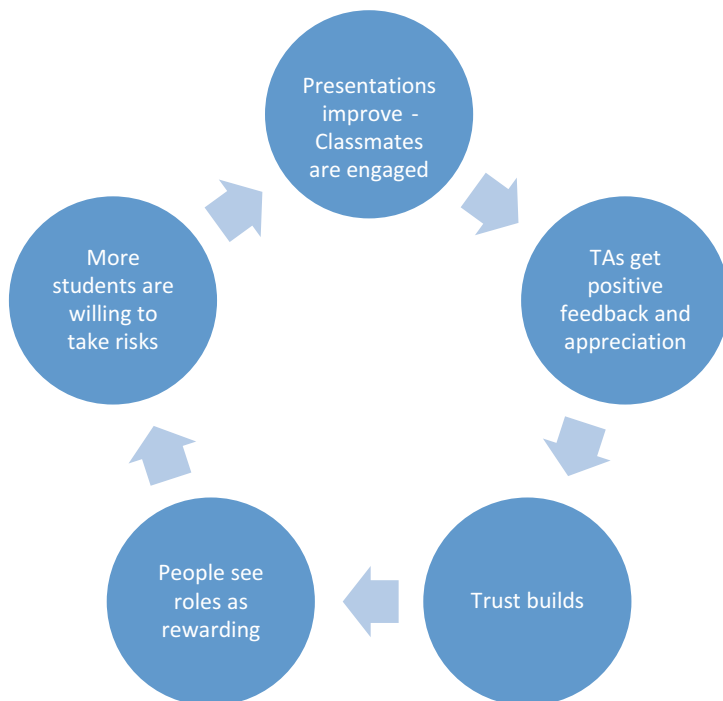 Presentations
improve -
Classmates
are engaged
TAs get
positive
feedback and
appreciation
Trust builds
People see
roles as
rewarding
More
students are
willing to
take risks